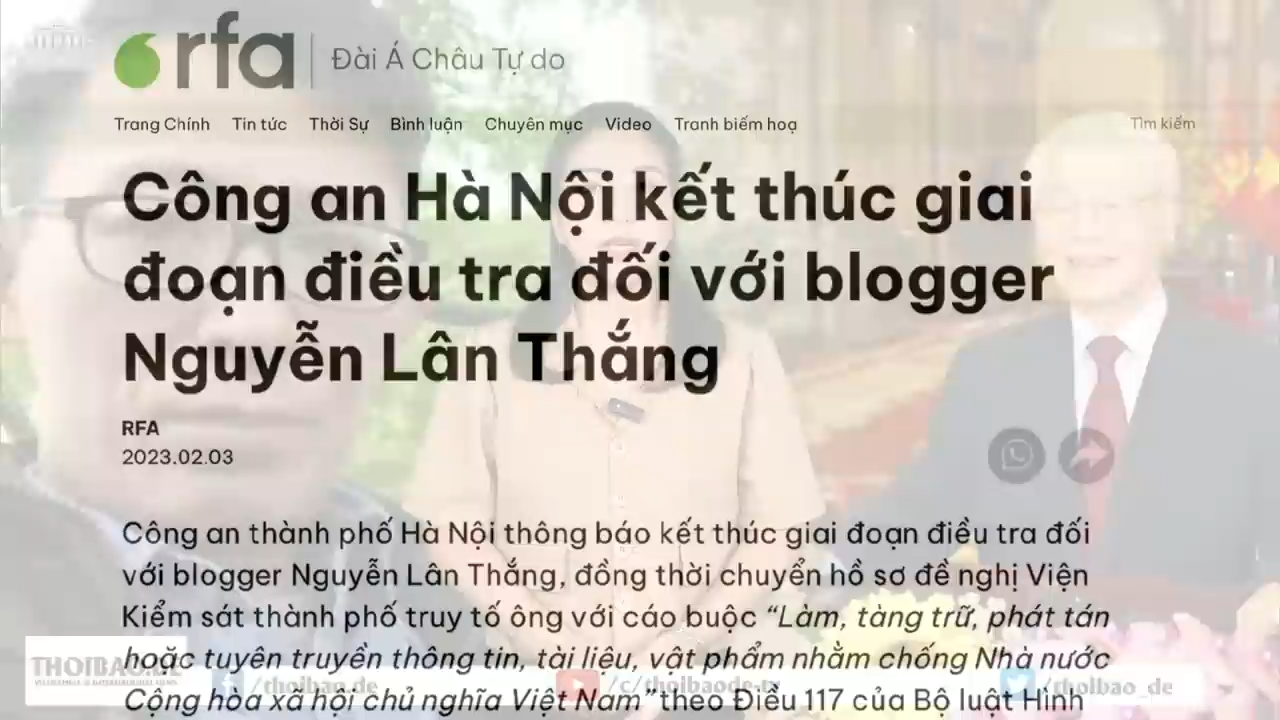 rfa Đài Á Châu Tự do
Trang Chính Tin tức Thời Sự Bình luận Chuyên mục Video Tranh biếm hoạ Tìm kiếm
Công an Hà Nội kết thúc giai
đoạn điều tra đối với blogger
Nguyễn Lân Thắng
RFA
2023.02.03
Công an thành phố Hà Nội thông báo kết thúc giai đoạn điều tra đối
với blogger Nguyễn Lân Thắng, đồng thời chuyển hồ sơ đề nghị Viện
Kiểm sát thành phố truy tố ông với cáo buộc “Làm, tàng trữ, phát tán
hoặc tuyên truyền thông tin, tài liệu, vật phẩm nhằm chống Nhà nước
Cộng hòa xã hội chủ nghĩa Việt Nam” theo Điều 117 của Bộ luật Hình
THOIBAO.DE
/thoibao.de /c/thoibaode-tv /thoibao_de